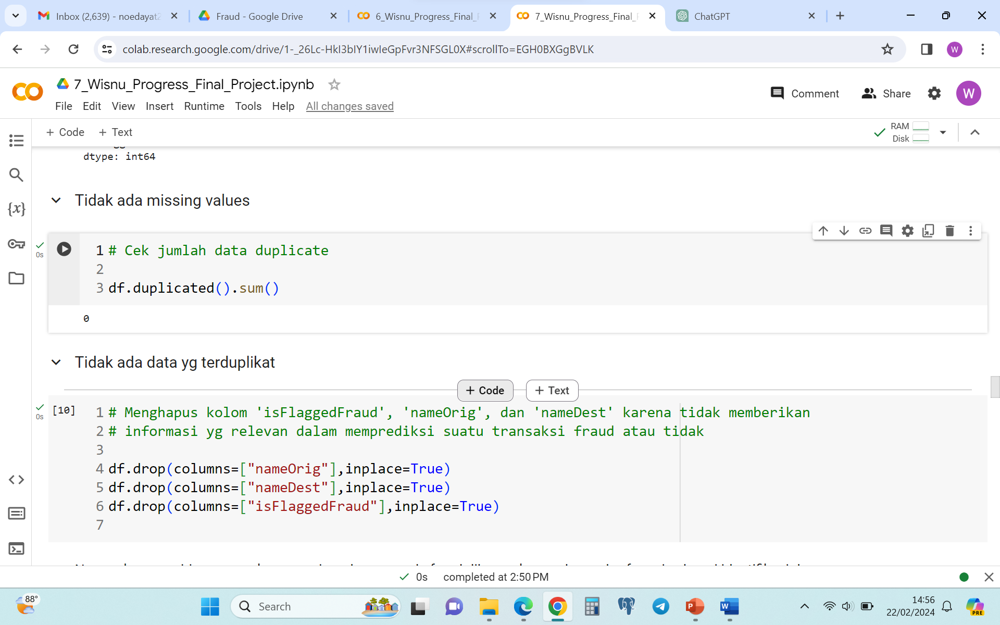 Inbox (2,639) - noedayat2
Fraud - Google Drive
6_Wisnu_Progress_Final_P
7_Wisnu_Progress_Final_P
ChatGPT
colab.research.google.com/drive/1-_26Lc-HkI3bIY1iwIeGpFvr3NFSGL0X#scrollTo=EGH0BXGgBVLK
W
7_Wisnu_Progress_Final_Project.ipynb
File Edit View Insert Runtime Tools Help All changes saved
Comment
Share
W
+ Code + Text
RAM
Disk
dtype: int64
{x}
Tidak ada missing values
0s
1 # Cek jumlah data duplicate
2
3 df.duplicated().sum()
0
Tidak ada data yg terduplikat
+ Code
+ Text
0s
[10]
1 # Menghapus kolom 'isFlaggedFraud', 'nameOrig', dan 'nameDest' karena tidak memberikan
2 # informasi yg relevan dalam memprediksi suatu transaksi fraud atau tidak
3
4 df.drop(columns=["nameOrig"],inplace=True)
5 df.drop(columns=["nameDest"],inplace=True)
6 df.drop(columns=["isFlaggedFraud"],inplace=True)
7
0s completed at 2:50 PM
88°
Search
P
W
14:56
22/02/2024
PRE